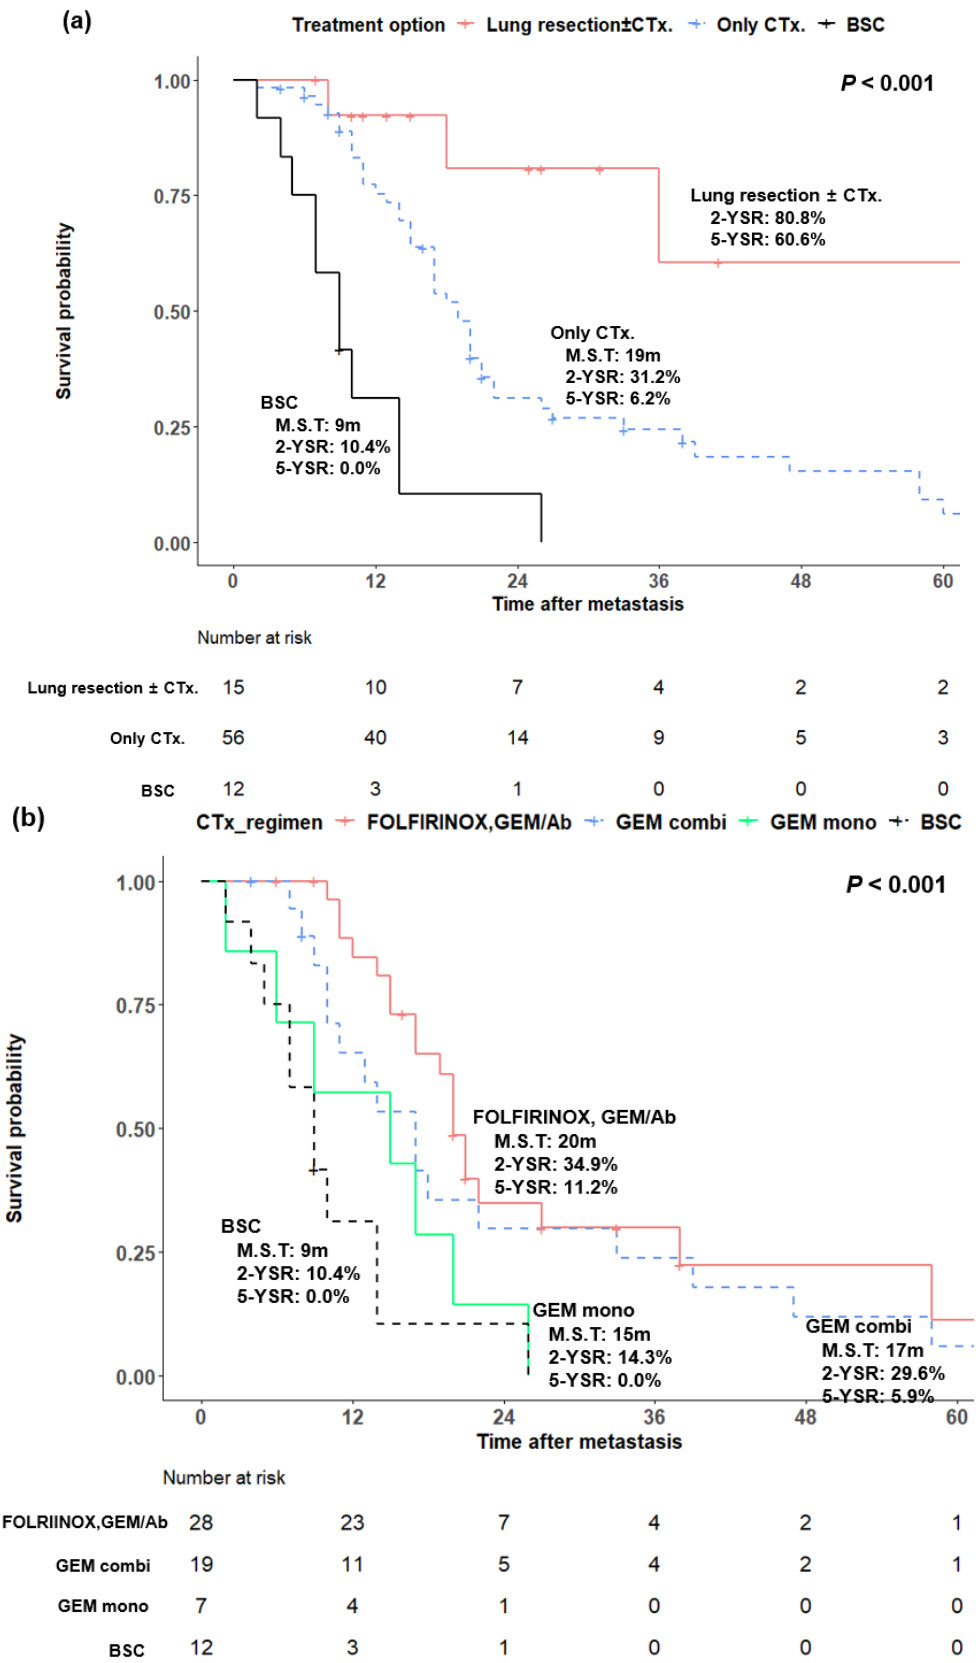 (a)
Treatment option Lung resection±CTx. Only CTx. BSC
P < 0.001
1.00
0.75
0.50
0.25
0.00
Survival probability
Lung resection ± CTx.
2-YSR: 80.8%
5-YSR: 60.6%
Only CTx.
M.S.T: 19m
2-YSR: 31.2%
5-YSR: 6.2%
BSC
M.S.T: 9m
2-YSR: 10.4%
5-YSR: 0.0%
0 12 24 36 48 60
Time after metastasis
Number at risk
Lung resection ± CTx. 15 10 7 4 2 2
Only CTx. 56 40 14 9 5 3
BSC 12 3 1 0 0 0
(b)
CTx_regimen FOLFIRINOX,GEM/Ab GEM combi GEM mono BSC
P < 0.001
1.00
0.75
0.50
0.25
0.00
Survival probability
FOLFIRINOX, GEM/Ab
M.S.T: 20m
2-YSR: 34.9%
5-YSR: 11.2%
BSC
M.S.T: 9m
2-YSR: 10.4%
5-YSR: 0.0%
GEM mono
M.S.T: 15m
2-YSR: 14.3%
5-YSR: 0.0%
GEM combi
M.S.T: 17m
2-YSR: 29.6%
5-YSR: 5.9%
0 12 24 36 48 60
Time after metastasis
Number at risk
FOLRIINOX,GEM/Ab 28 23 7 4 2 1
GEM combi 19 11 5 4 2 1
GEM mono 7 4 1 0 0 0
BSC 12 3 1 0 0 0